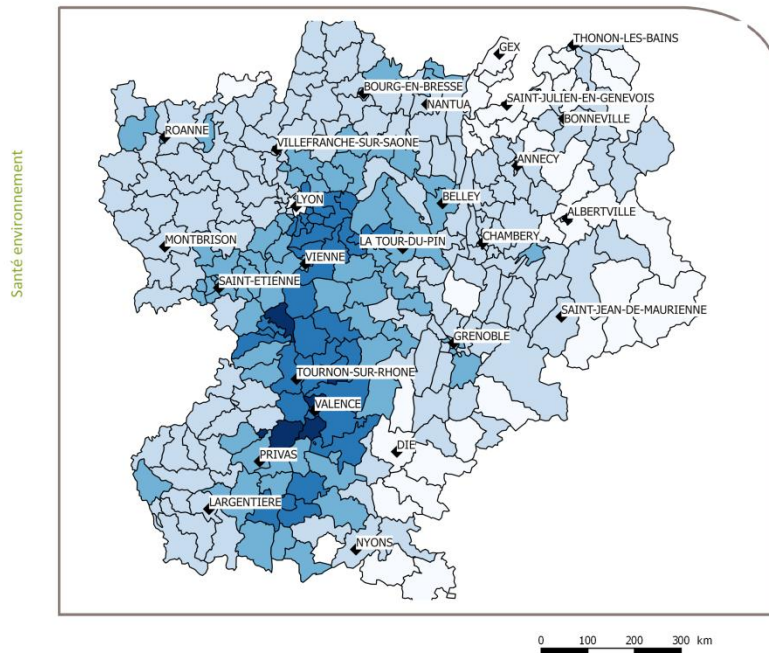 Santé environnement
THONON-LES-BAINS
GEX
BOURG-EN-BRESSE
NANTUA
SAINT-JULIEN-EN-GENEVOIS
BONNEVILLE
ROANNE
VILLEFRANCHE-SUR-SAONE
ANNECY
LYON
BELLEY
ALBERTVILLE
MONTBRISON
LA TOUR-DU-PIN
CHAMBERY
VIENNE
SAINT-ETIENNE
SAINT-JEAN-DE-MAURIENNE
GRENOBLE
TOURNON-SUR-RHONE
VALENCE
DIE
PRIVAS
LARGENTIERE
NYONS
0 100 200 300 km